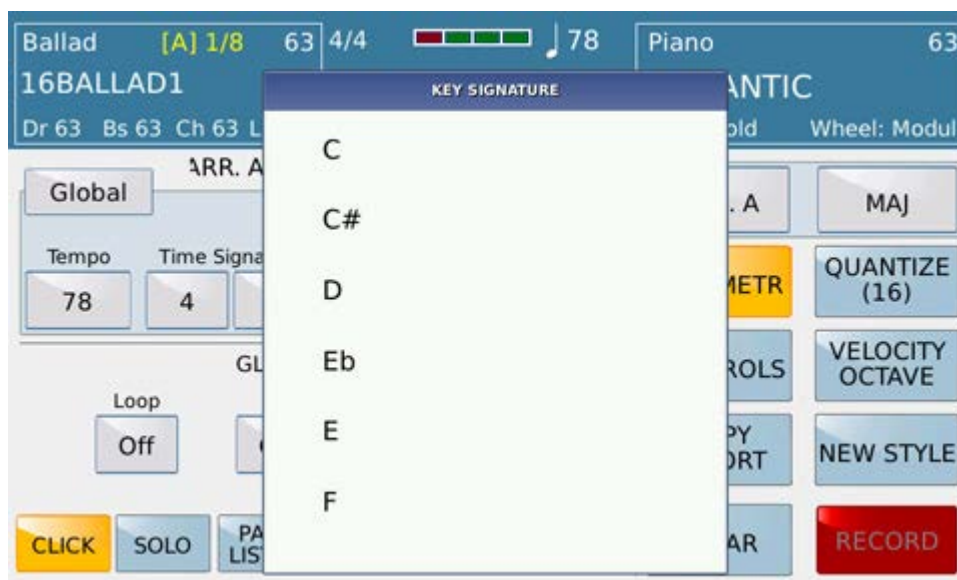 Ballad [A] 1/8 63 4/4 78 Piano 63
16BALLAD1 ANTIC
Dr 63 Bs 63 Ch 63 L old Wheel: Modul
KEY SIGNATURE
C
C#
D
Eb
E
F
ARR. A
Global
. A MAJ
Tempo Time Signa
78 4
METR QUANTIZE
(16)
GL
ROLS VELOCITY
OCTAVE
Loop
Off
PY
ORT
NEW STYLE
CLICK SOLO PA
LIS
AR RECORD